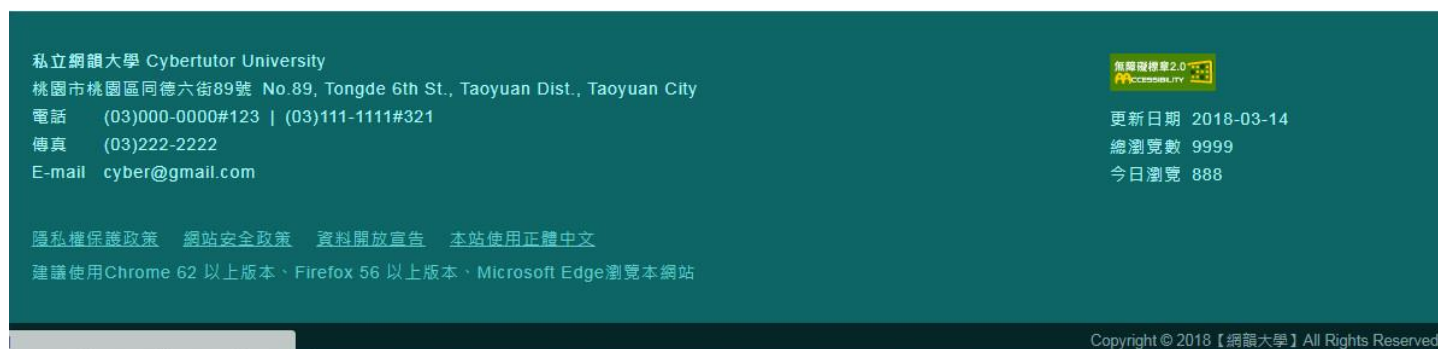 私立網韻大學 Cybertutor University
桃園市桃園區同德六街89號 No.89, Tongde 6th St., Taoyuan Dist., Taoyuan City
電話 (03)000-0000#123 | (03)111-1111#321
傳真 (03)222-2222
E-mail cyber@gmail.com
隱私權保護政策 網站安全政策 資料開放宣告 本站使用正體中文
建議使用Chrome 62 以上版本、Firefox 56 以上版本、Microsoft Edge瀏覽本網站
無障礙標章2.0
ACCESSIBILITY
更新日期 2018-03-14
總瀏覽數 9999
今日瀏覽 888
Copyright © 2018【網韻大學】All Rights Reserved